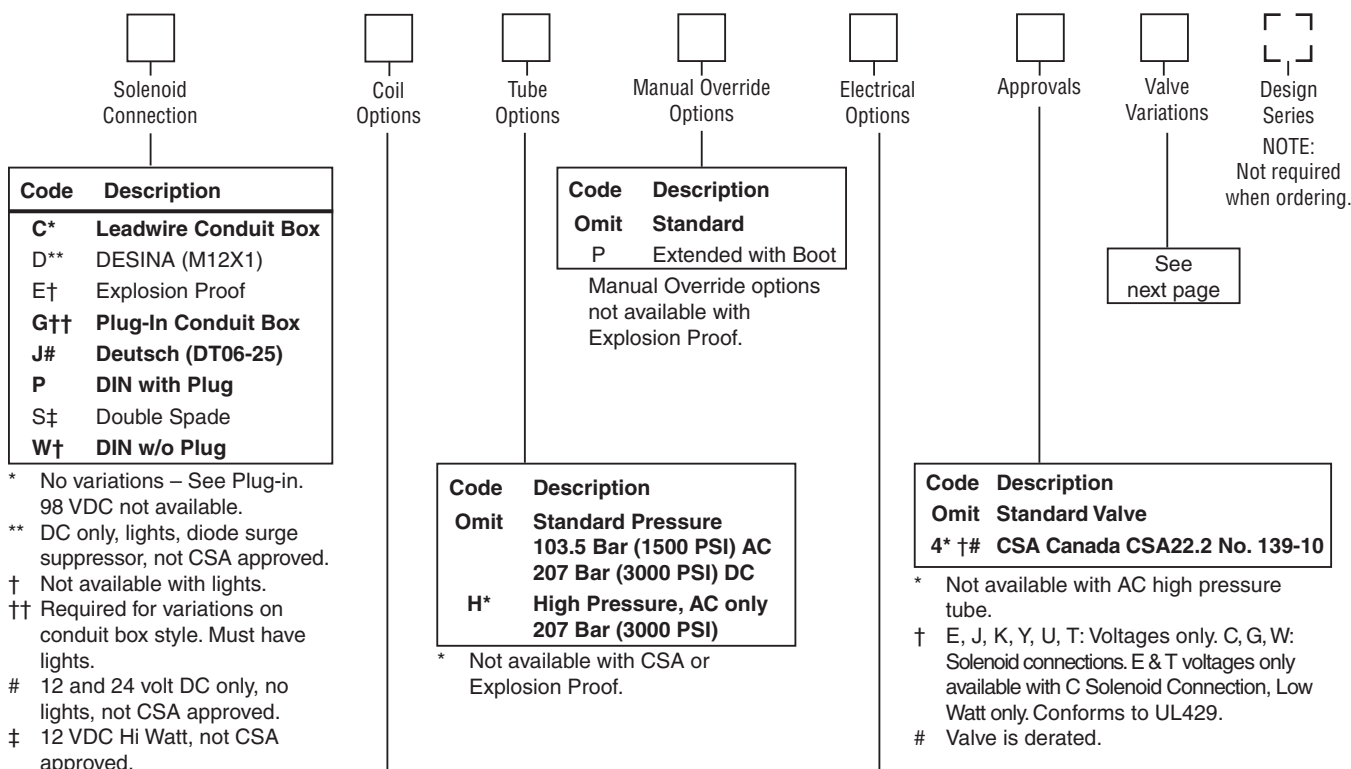 Solenoid
Connection
Coil
Options
Tube
Options
Manual Override
Options
Electrical
Options
Approvals
Valve
Variations
Design
Series
NOTE:
Not required
when ordering.
Code Description
C* Leadwire Conduit Box
D** DESINA (M12X1)
E† Explosion Proof
G†† Plug-In Conduit Box
J# Deutsch (DT06-25)
P DIN with Plug
S‡ Double Spade
W† DIN w/o Plug
* No variations – See Plug-in.
98 VDC not available.
** DC only, lights, diode surge
suppressor, not CSA approved.
† Not available with lights.
†† Required for variations on
conduit box style. Must have
lights.
# 12 and 24 volt DC only, no
lights, not CSA approved.
‡ 12 VDC Hi Watt, not CSA
approved.
Code Description
Omit Standard Pressure
103.5 Bar (1500 PSI) AC
207 Bar (3000 PSI) DC
H* High Pressure, AC only
207 Bar (3000 PSI)
* Not available with CSA or
Explosion Proof.
Code Description
Omit Standard
P Extended with Boot
Manual Override options
not available with
Explosion Proof.
Code Description
Omit Standard Valve
4* †# CSA Canada CSA22.2 No. 139-10
* Not available with AC high pressure
tube.
† E, J, K, Y, U, T: Voltages only. C, G, W:
Solenoid connections. E & T voltages only
available with C Solenoid Connection, Low
Watt only. Conforms to UL429.
# Valve is derated.
See
next page